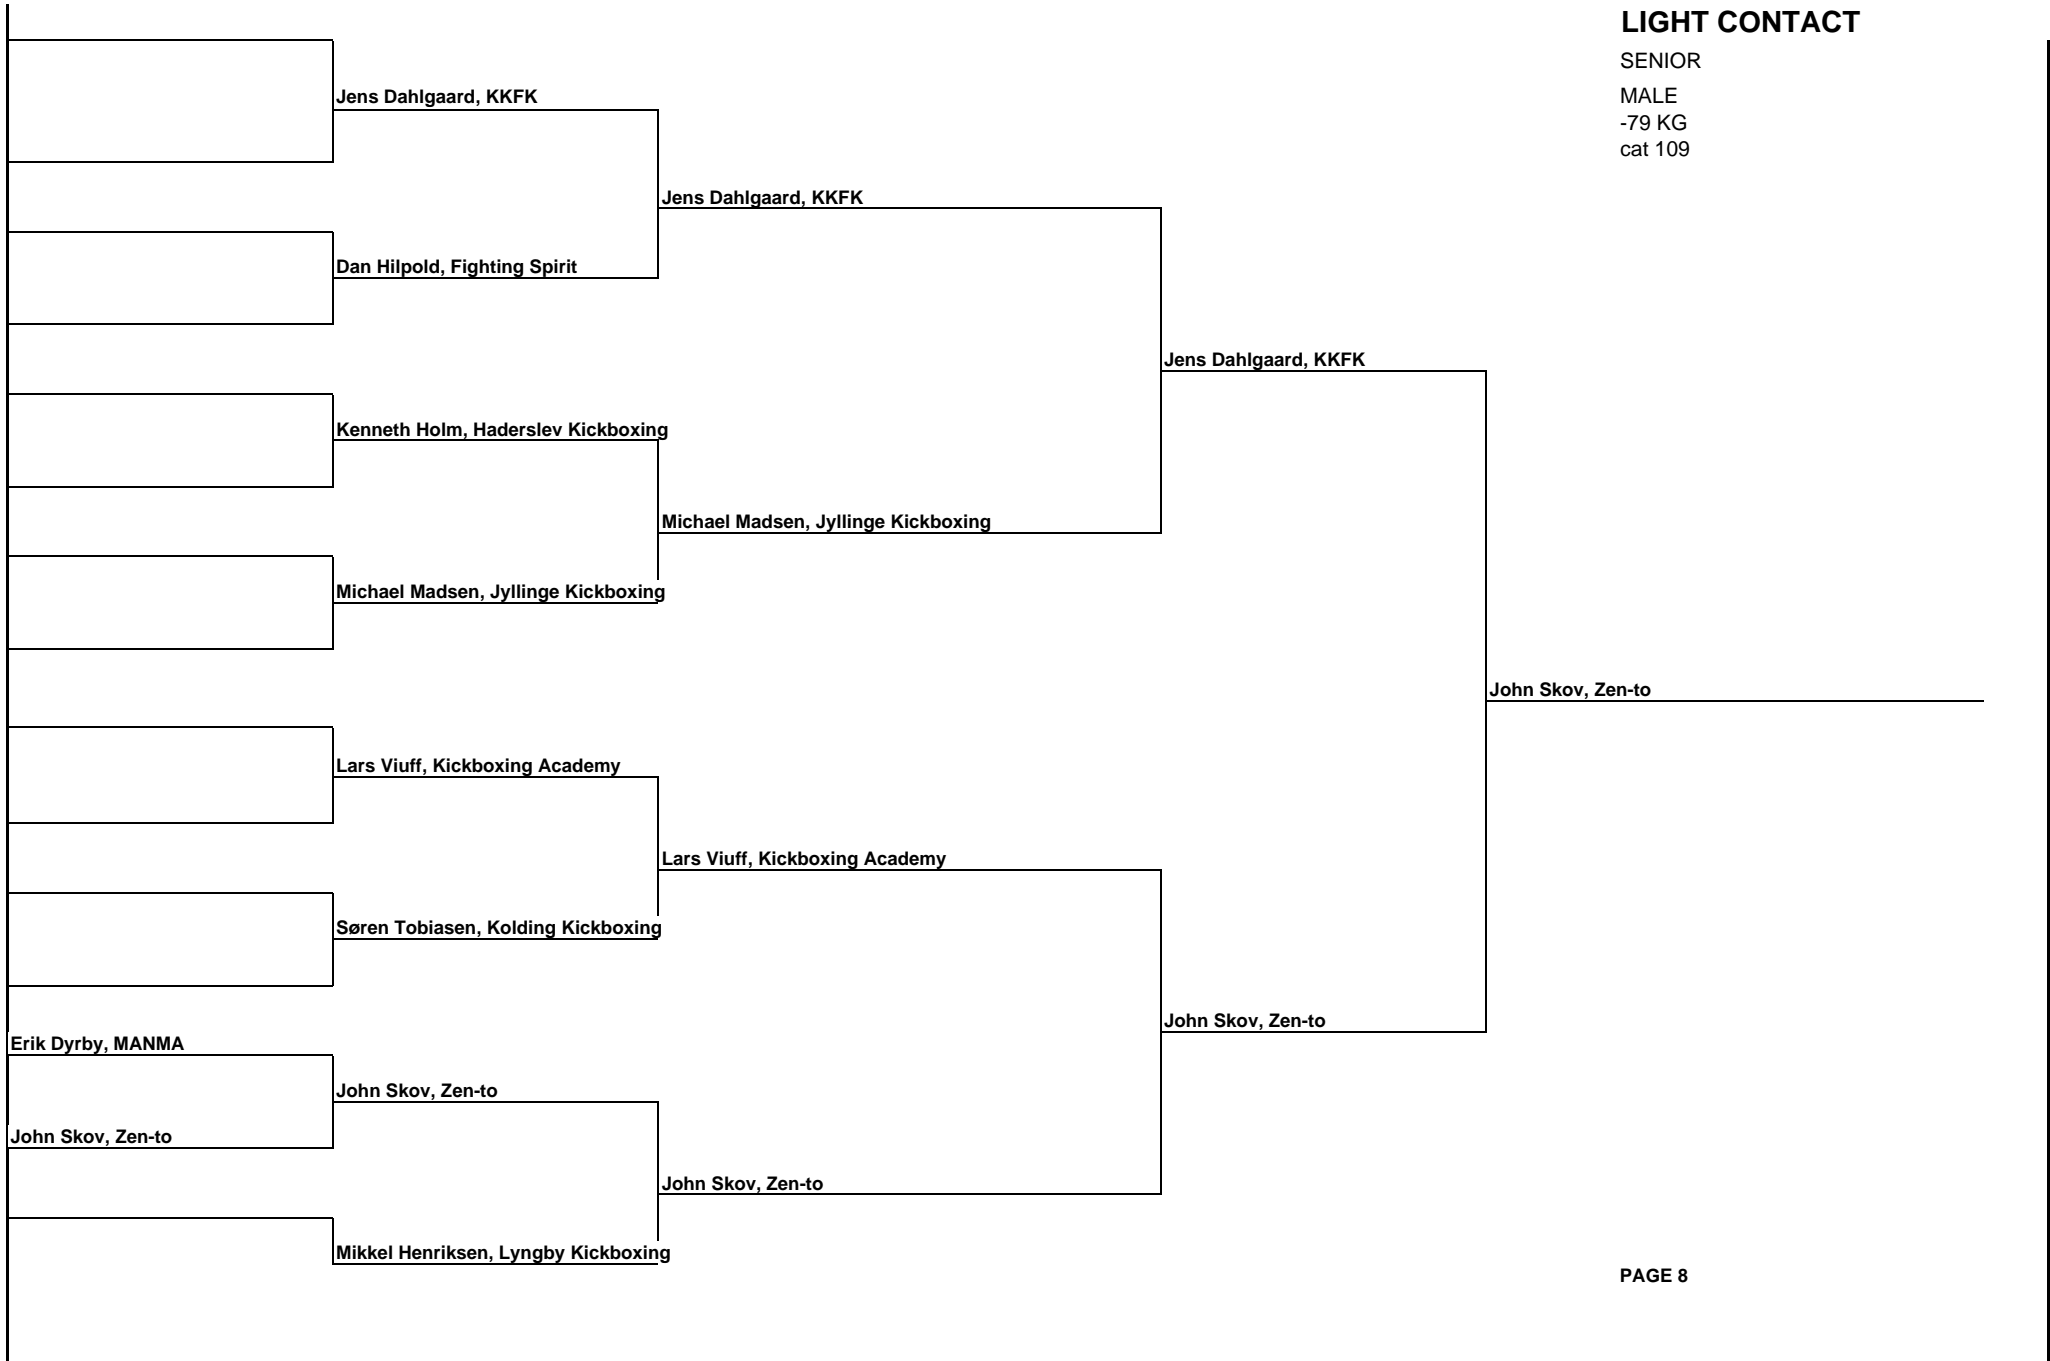 LIGHT CONTACT
SENIOR
MALE
-79 KG
cat 109
Jens Dahlgaard, KKFK
Jens Dahlgaard, KKFK
Dan Hilpold, Fighting Spirit
Jens Dahlgaard, KKFK
Kenneth Holm, Haderslev Kickboxing
Michael Madsen, Jyllinge Kickboxing
Michael Madsen, Jyllinge Kickboxing
John Skov, Zen-to
Lars Viuff, Kickboxing Academy
Lars Viuff, Kickboxing Academy
Søren Tobiasen, Kolding Kickboxing
John Skov, Zen-to
Erik Dyrby, MANMA
John Skov, Zen-to
John Skov, Zen-to
John Skov, Zen-to
Mikkel Henriksen, Lyngby Kickboxing
PAGE 8